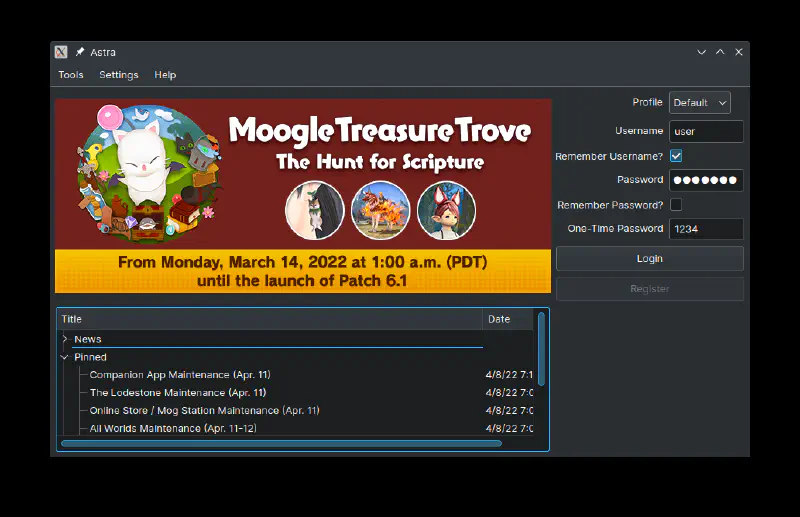 Astra
Tools Settings Help
Moogle Treasure Trove
The Hunt for Scripture
From Monday, March 14, 2022 at 1:00 a.m. (PDT)
until the launch of Patch 6.1
Profile Default
Username user
Remember Username?
Password
Remember Password?
One-Time Password 1234
Login
Register
Title Date
News
Pinned
Companion App Maintenance (Apr. 11) 4/8/22 7:1
The Lodestone Maintenance (Apr. 11) 4/8/22 7:0
Online Store / Mog Station Maintenance (Apr. 11) 4/8/22 7:0
All Worlds Maintenance (Apr. 11-12) 4/8/22 7:0